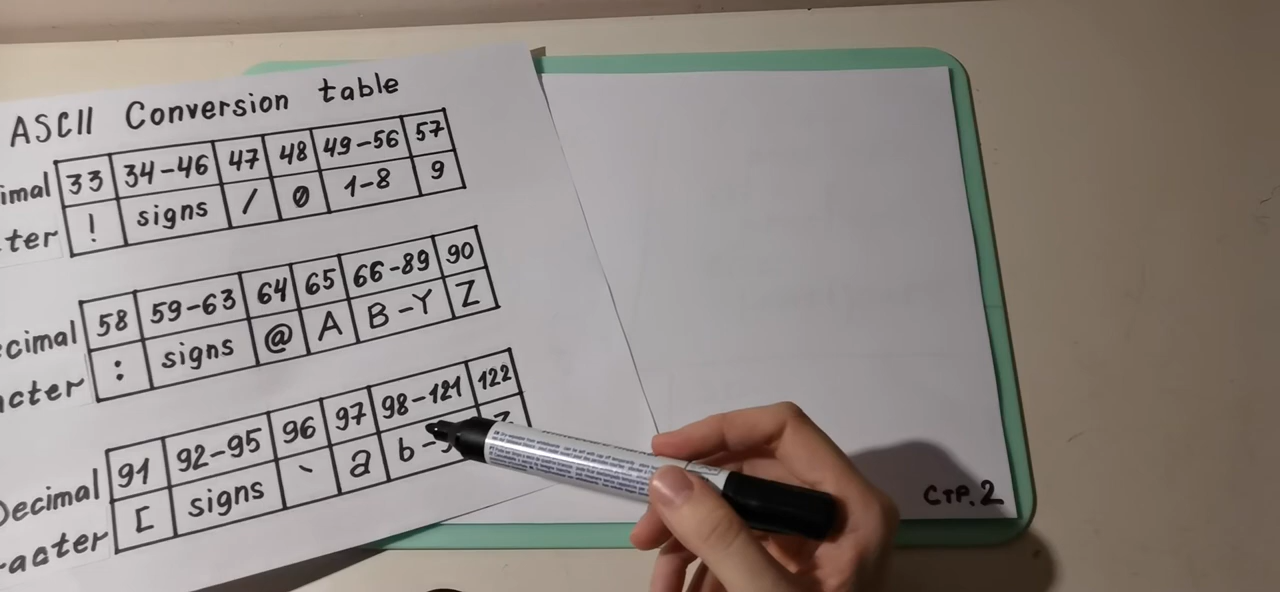 ASCII Conversion table
imal 33 34-46 47 48 49-56 57
ter ! signs / 0 1-8 9
cimal 58 59-63 64 65 66-89 90
acter : signs @ A B-Y Z
Decimal 91 92-95 96 97 98-121 122
racter [ signs ` a b-
СТР.2